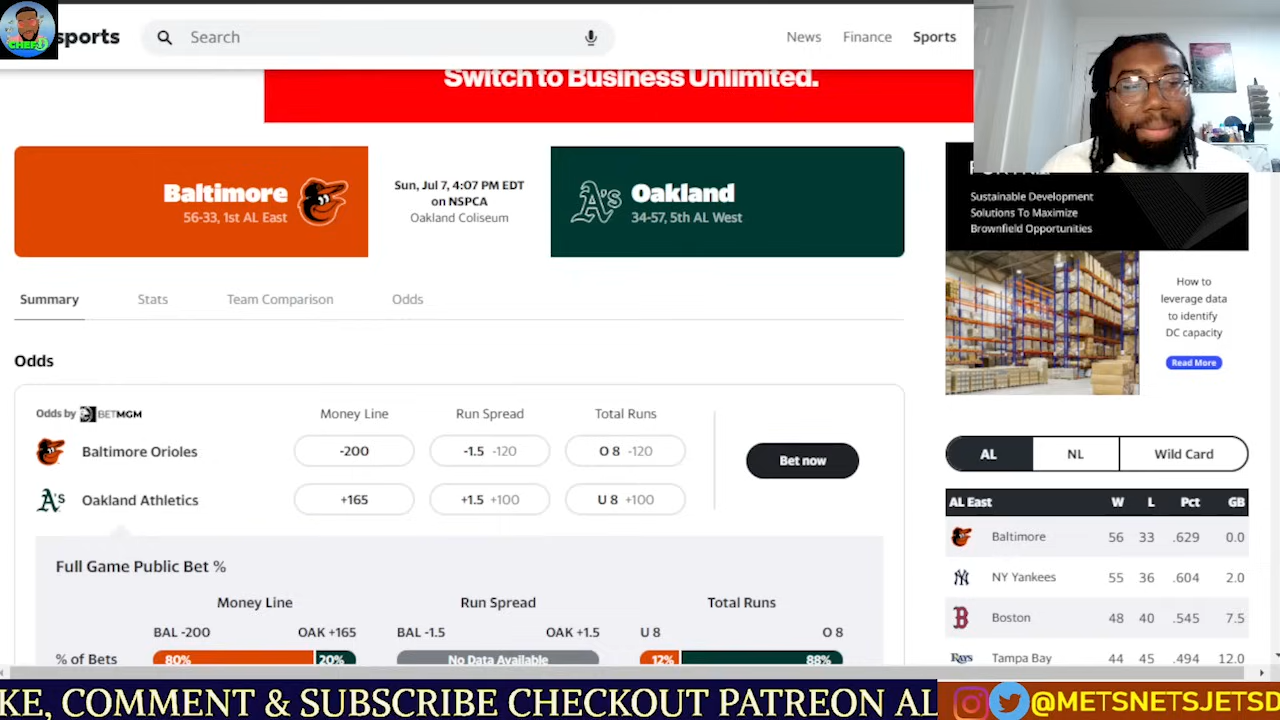 CHEF
sports
Search
News
Finance
Sports
Switch to Business Unlimited.
Baltimore
56-33, 1st AL East
Sun, Jul 7, 4:07 PM EDT
on NSPCA
Oakland Coliseum
A's
Oakland
34-57, 5th AL West
Sustainable Development
Solutions To Maximize
Brownfield Opportunities
How to
leverage data
to identify
DC capacity
Read More
Summary
Stats
Team Comparison
Odds
Odds
Odds by BETMGM
Money Line
Run Spread
Total Runs
Baltimore Orioles
-200
-1.5 -120
O 8 -120
A's
Oakland Athletics
+165
+1.5 +100
U 8 +100
Bet now
Full Game Public Bet %
Money Line
Run Spread
Total Runs
BAL -200
OAK +165
BAL -1.5
OAK +1.5
U 8
O 8
% of Bets
80%
20%
No Data Available
12%
88%
AL
NL
Wild Card
AL East W L Pct GB
Baltimore 56 33 .629 0.0
NY Yankees 55 36 .604 2.0
B Boston 48 40 .545 7.5
Rays Tampa Bay 44 45 .494 12.0
KE, COMMENT & SUBSCRIBE CHECKOUT PATREON AL
@METSNETSJETSD